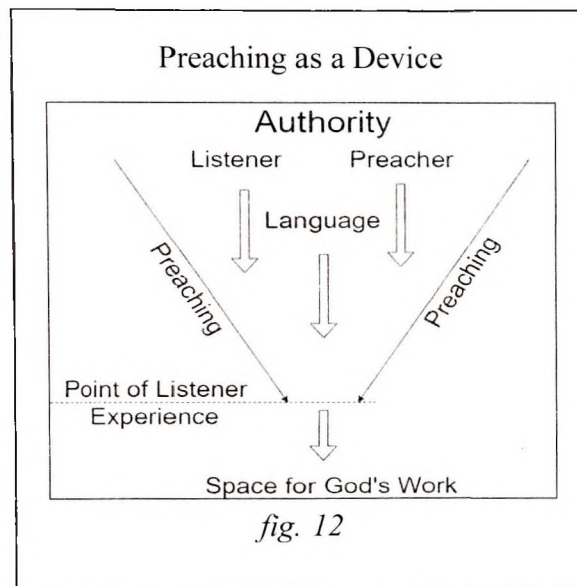 Preaching as a Device
Authority
Listener Preacher
Language
Preaching
Preaching
Point of Listener
Experience
Space for God's Work
fig. 12